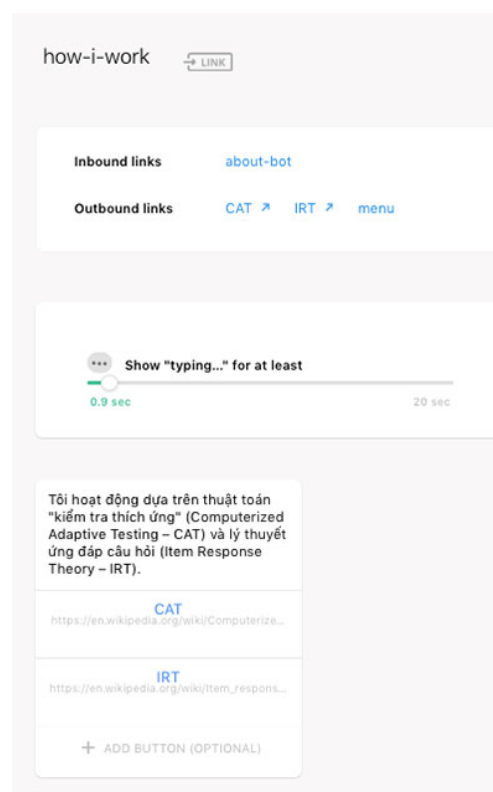 how-i-work LINK
Inbound links about-bot
Outbound links CAT ↗ IRT ↗ menu
Show "typing..." for at least
0.9 sec 20 sec
Tôi hoạt động dựa trên thuật toán
"kiểm tra thích ứng" (Computerized
Adaptive Testing – CAT) và lý thuyết
ứng đáp câu hỏi (Item Response
Theory – IRT).
CAT
https://en.wikipedia.org/wiki/Computerize...
IRT
https://en.wikipedia.org/wiki/Item_respons...
+ ADD BUTTON (OPTIONAL)